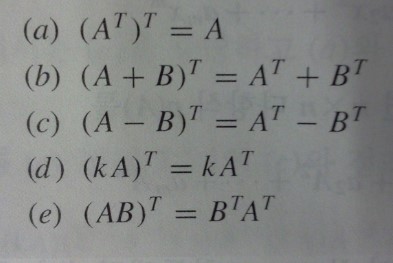 (a) (A^T)^T = A
(b) (A + B)^T = A^T + B^T
(c) (A − B)^T = A^T − B^T
(d) (kA)^T = kA^T
(e) (AB)^T = B^T A^T